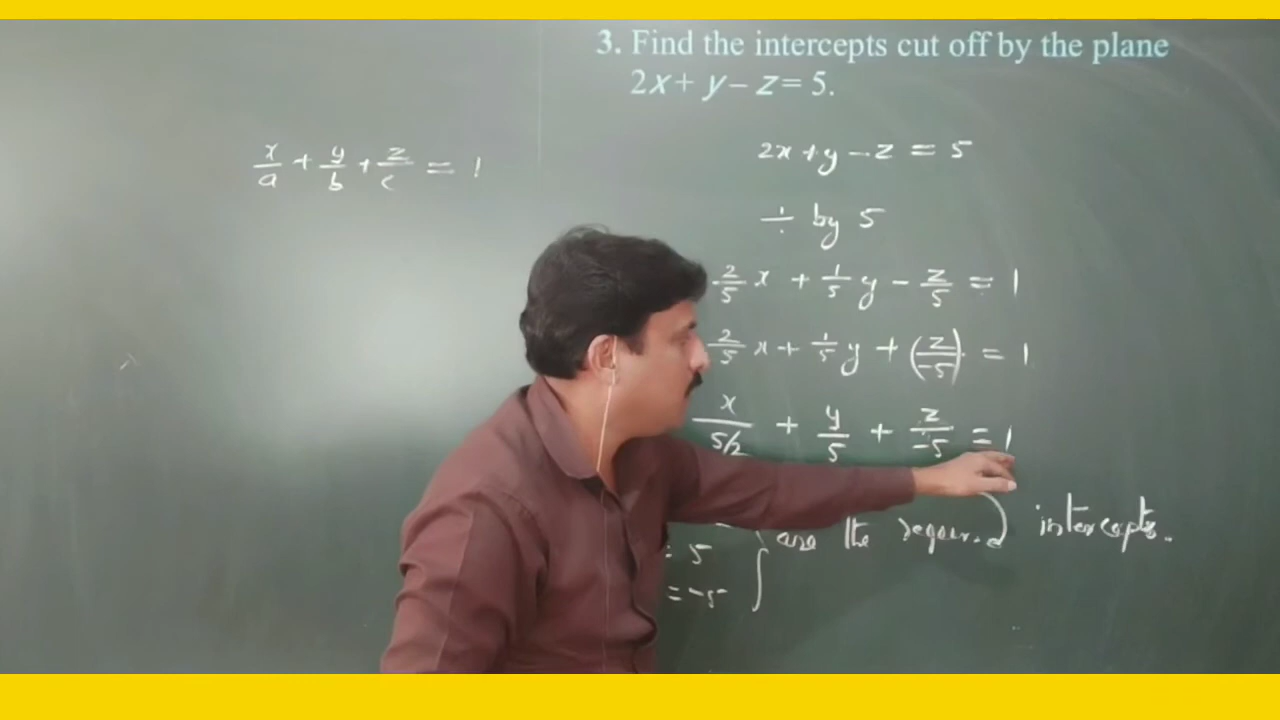 3. Find the intercepts cut off by the plane
2x + y – z = 5.
x/a + y/b + z/c = 1
2x + y – z = 5
÷ by 5
2/5 x + 1/5 y – z/5 = 1
2/5 x + 1/5 y + (z/-5) = 1
x/5/2 + y/5 + z/-5 = 1
are the intercepts.
= 5
= -5